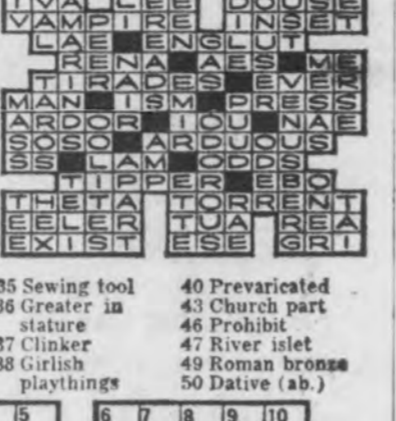 IVA LEE DOUSE
VAMPIRE INSET
LAE ENGLUT
RENA AES ME
TIRADES EVER
MAN ISM PRESS
ARDOR IOU NAE
SOSO ARDUOUS
SS LAM ODDS
TIPPER EBO
THETA TORRENT
EELER TUA REA
EXIST ESE GRI
35 Sewing tool
36 Greater in
stature
37 Clinker
38 Girlish
playthings
40 Prevaricated
43 Church part
46 Prohibit
47 River islet
49 Roman bronze
50 Dative (ab.)
5 6 7 8 9 10